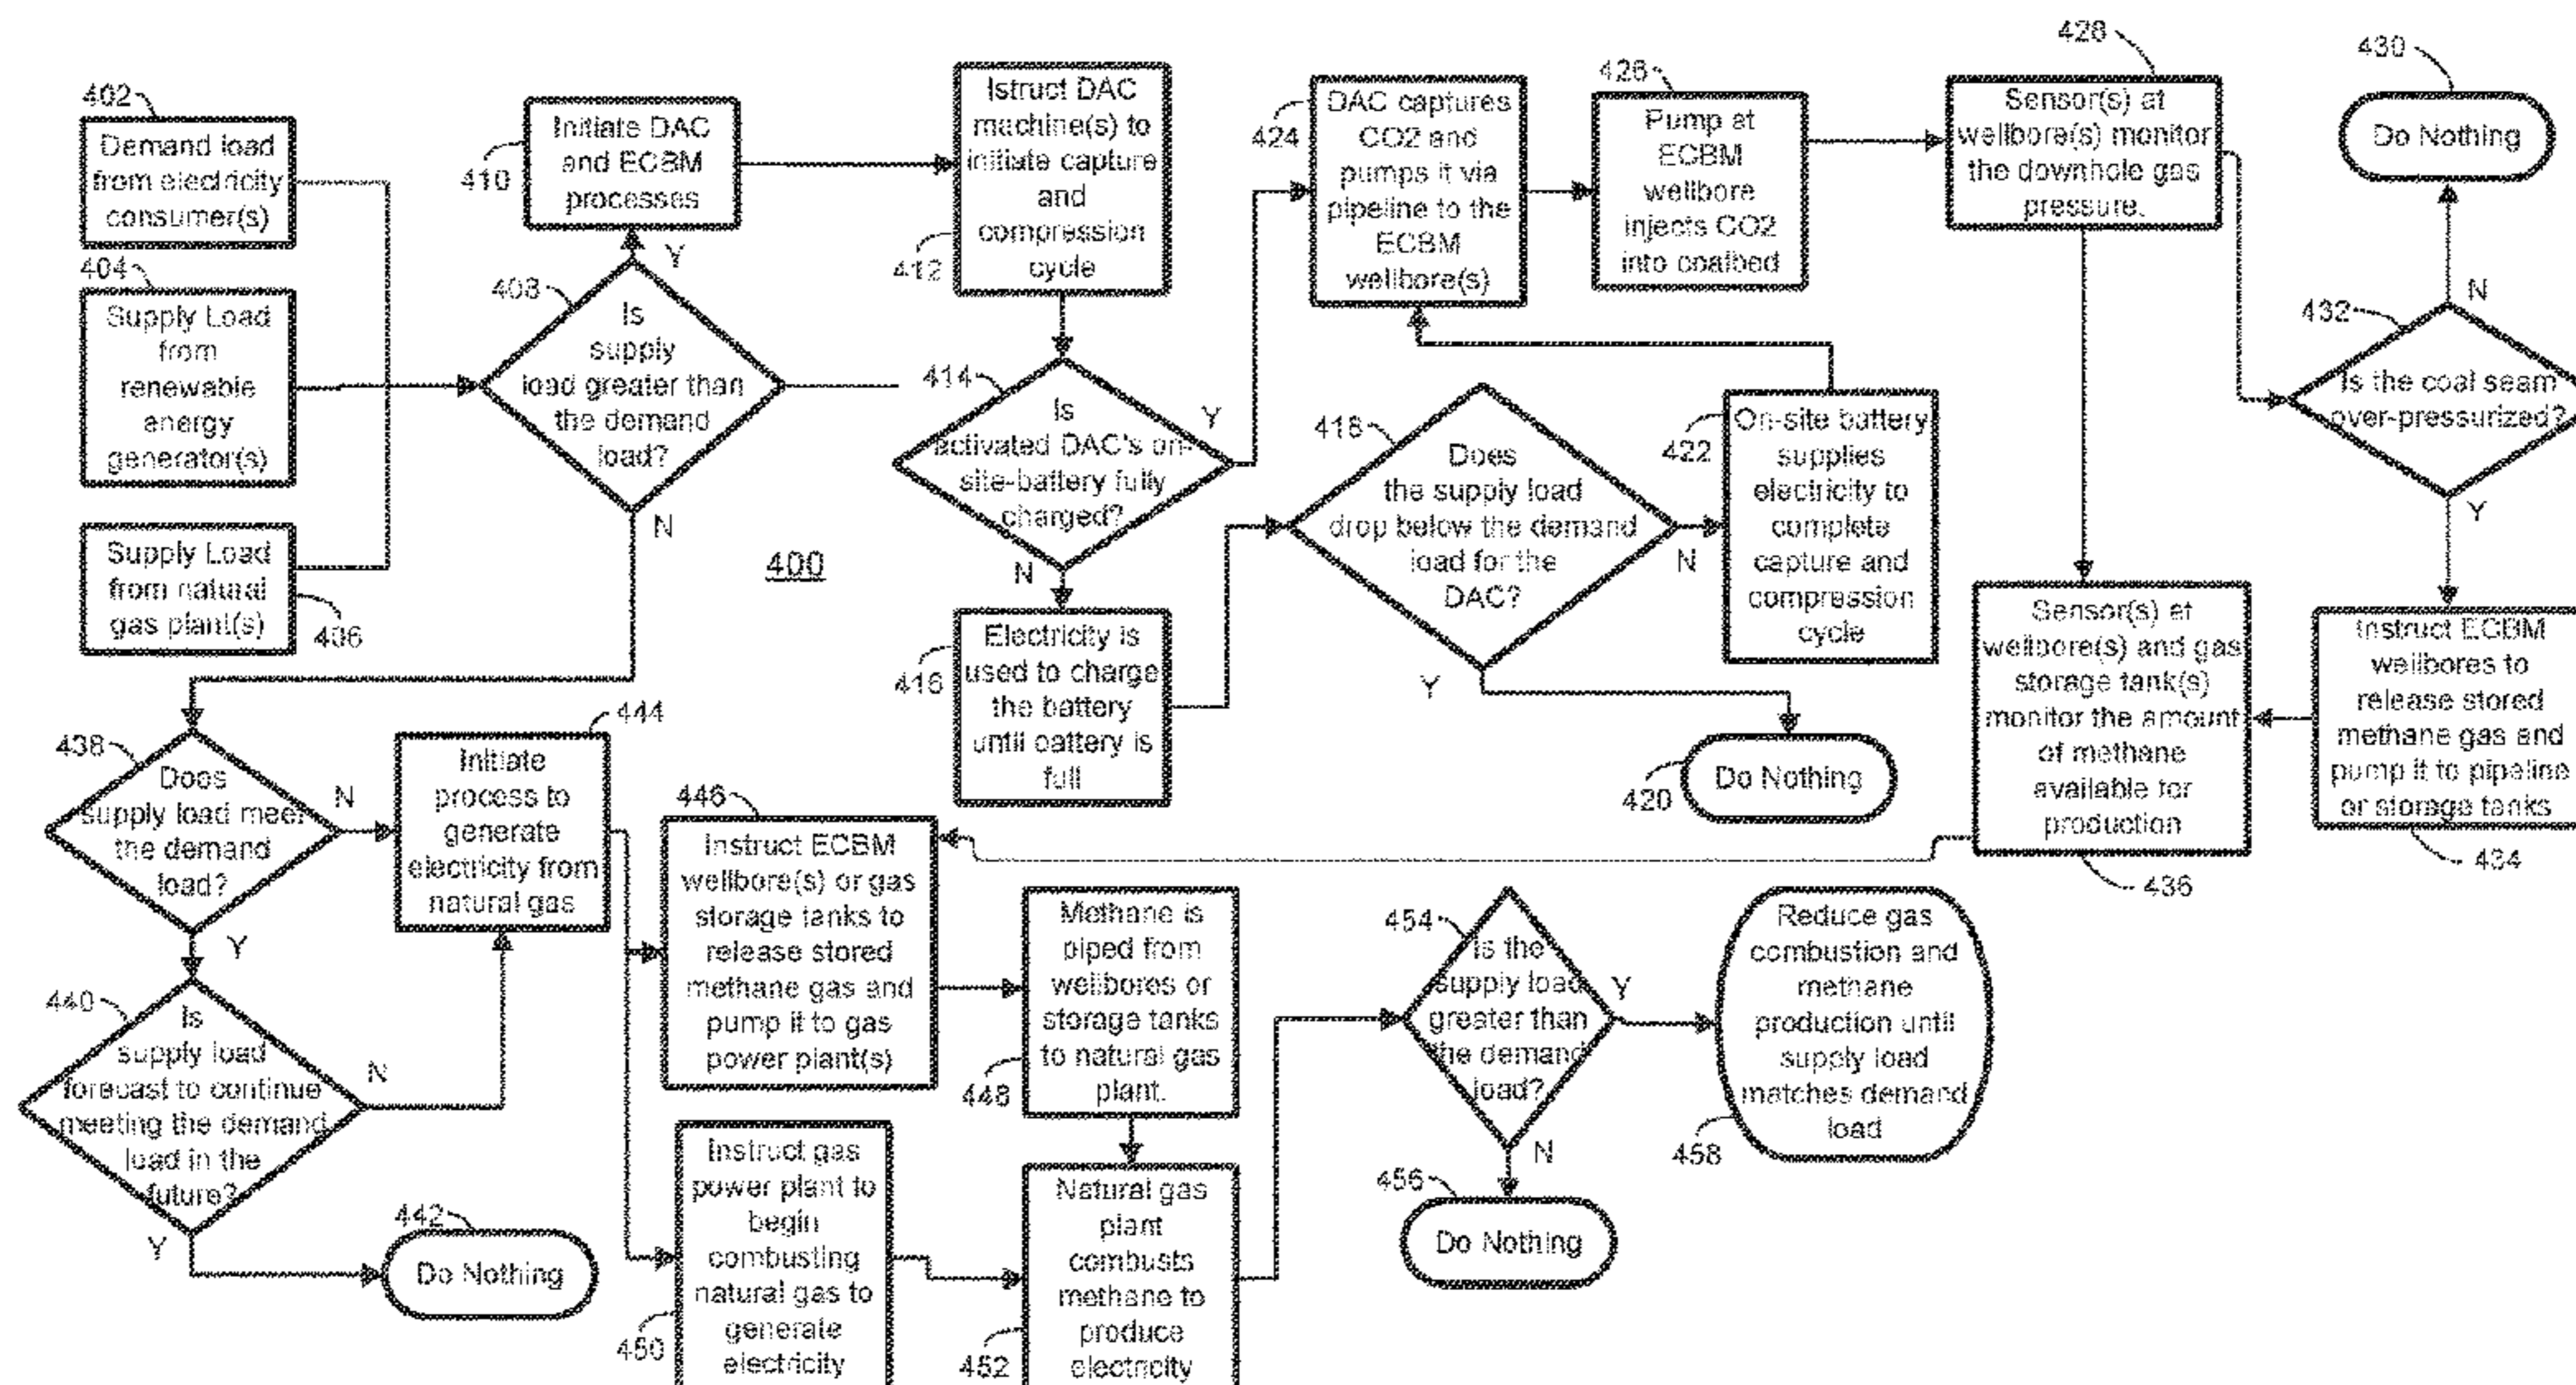 402
Demand load
from electricity
consumer(s)
404
Supply Load
from
renewable
energy
generator(s)
Supply Load
from natural
gas plant(s)
406
408
Is
supply
load greater than
the demand
load?
Y
N
410
Initiate DAC
and ECBM
processes
Istruct DAC
machine(s) to
initiate capture
and
compression
cycle
412
414
Is
activated DAC's on-
site-battery fully
charged?
Y
N
400
416
Electricity is
used to charge
the battery
until battery is
full
418
Does
the supply load
drop below the demand
load for the
DAC?
N
Y
420
Do Nothing
422
On-site battery
supplies
electricity to
complete
capture and
compression
cycle
424
DAC captures
CO2 and
pumps it via
pipeline to the
ECBM
wellbore(s)
426
Pump at
ECBM
wellbore
injects CO2
into coalbed
428
Sensor(s) at
wellbore(s) monitor
the downhole gas
pressure.
430
Do Nothing
N
432
Is the coal seam
over-pressurized?
Y
Instruct ECBM
wellbores to
release stored
methane gas and
pump it to pipeline
or storage tanks
434
Sensor(s) at
wellbore(s) and gas
storage tank(s)
monitor the amount
of methane
available for
production
436
438
Does
supply load meet
the demand
load?
N
Y
440
Is
supply load
forecast to continue
meeting the demand
load in the
future?
N
Y
442
Do Nothing
444
Initiate
process to
generate
electricity from
natural gas
446
Instruct ECBM
wellbore(s) or gas
storage tanks to
release stored
methane gas and
pump it to gas
power plant(s)
448
Methane is
piped from
wellbores or
storage tanks
to natural gas
plant.
450
Instruct gas
power plant to
begin
combusting
natural gas to
generate
electricity
452
Natural gas
plant
combusts
methane to
produce
electricity
454
Is the
supply load
greater than
the demand
load?
Y
N
456
Do Nothing
458
Reduce gas
combustion and
methane
production until
supply load
matches demand
load